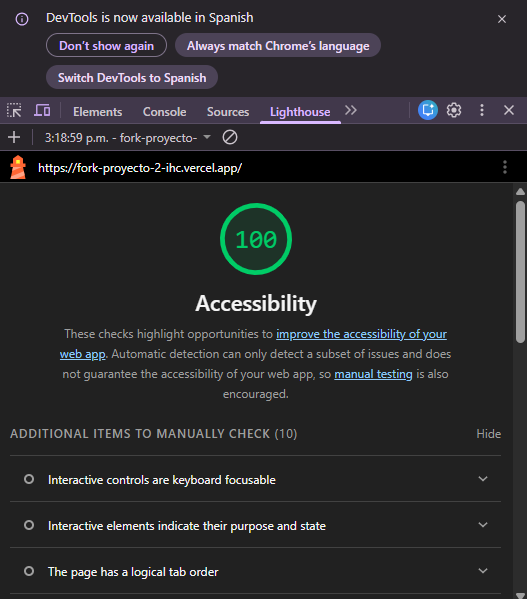 DevTools is now available in Spanish
Don't show again
Always match Chrome's language
Switch DevTools to Spanish
Elements
Console
Sources
Lighthouse
3:18:59 p.m. - fork-proyecto-
https://fork-proyecto-2-ihc.vercel.app/
100
Accessibility
These checks highlight opportunities to improve the accessibility of your
web app. Automatic detection can only detect a subset of issues and does
not guarantee the accessibility of your web app, so manual testing is also
encouraged.
ADDITIONAL ITEMS TO MANUALLY CHECK (10)
Hide
Interactive controls are keyboard focusable
Interactive elements indicate their purpose and state
The page has a logical tab order